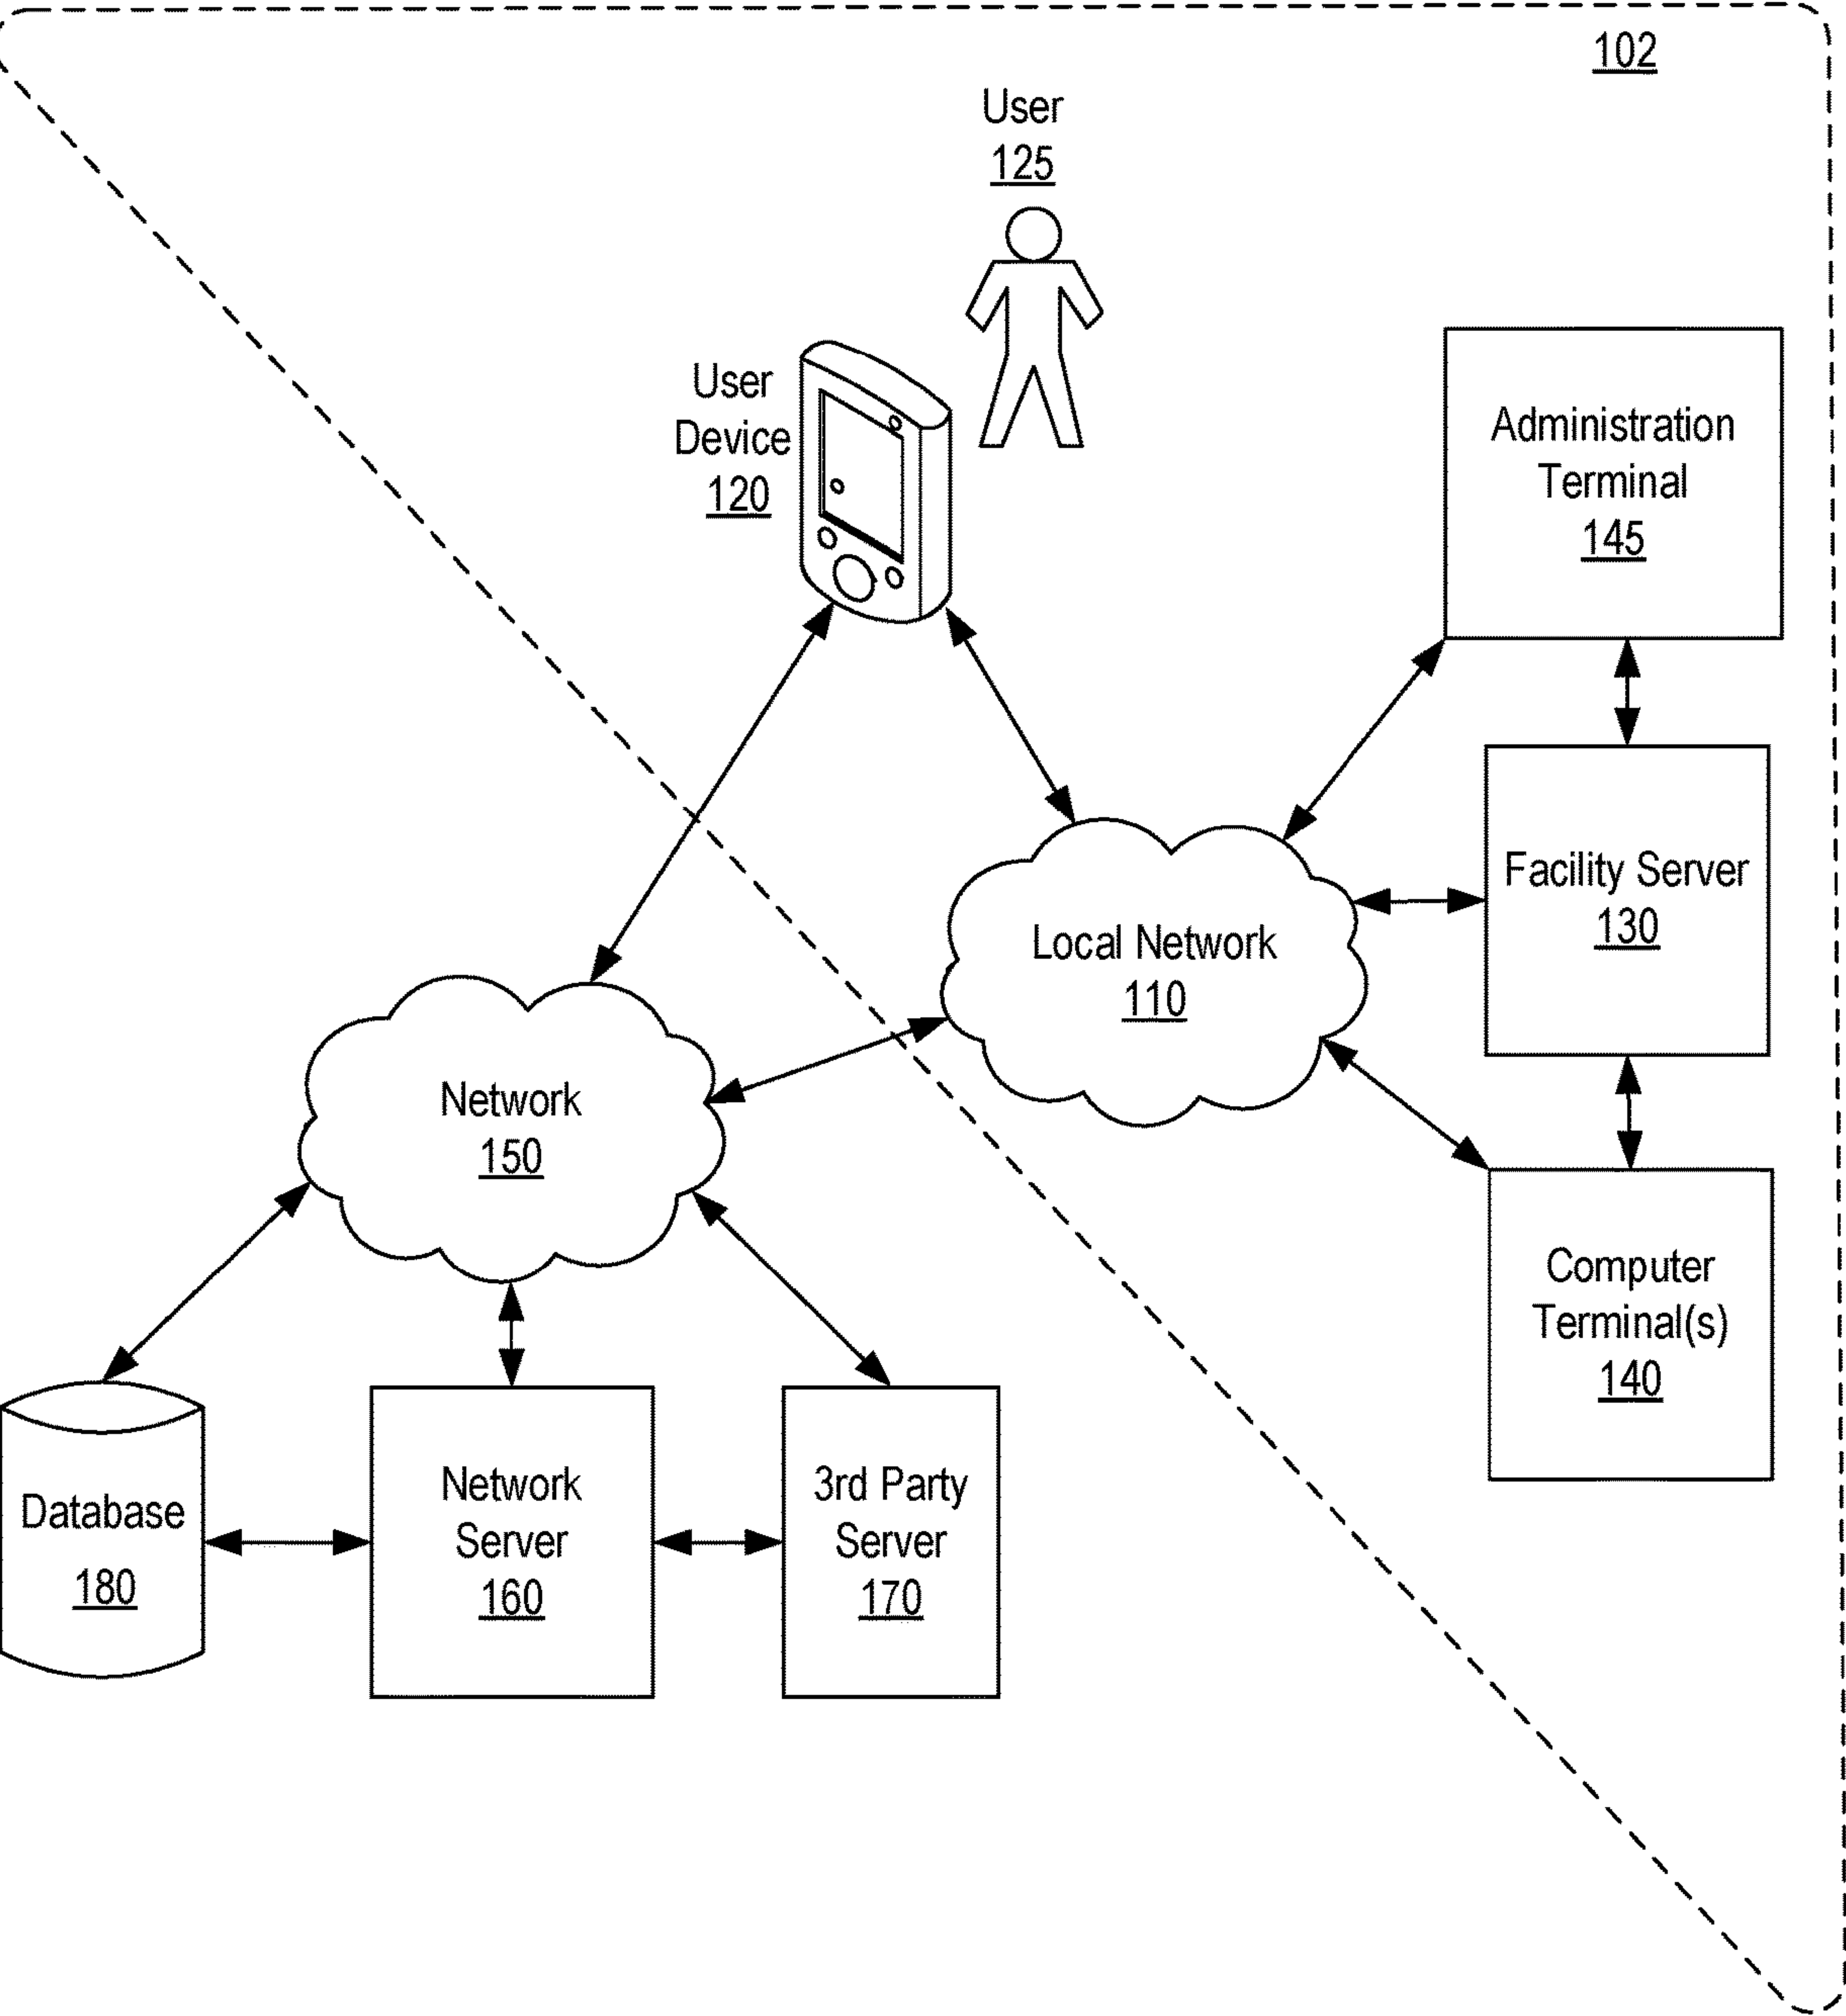 102
User
125
User
Device
120
Administration
Terminal
145
Facility Server
130
Local Network
110
Network
150
Computer
Terminal(s)
140
Database
180
Network
Server
160
3rd Party
Server
170